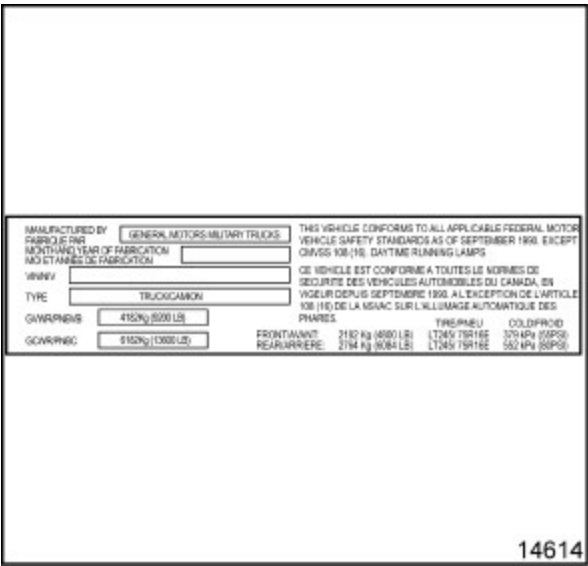 MANUFACTURED BY
FABRIQUE PAR
GENERAL MOTORS MILITARY TRUCKS
MONTH AND YEAR OF FABRICATION
MOI ET ANNÉE DE FABRICATION
VIN/NIV
TYPE
TRUCK/CAMION
GVWR/PNBV
4182Kg (9200 LB)
GCWR/PNBC
6182Kg (13600 LB)
THIS VEHICLE CONFORMS TO ALL APPLICABLE FEDERAL MOTOR
VEHICLE SAFETY STANDARDS AS OF SEPTEMBER 1990. EXCEPT
CMVSS 108 (16). DAYTIME RUNNING LAMPS
CE VEHICLE EST CONFORME A TOUTES LE NORMES DE
SECURITE DES VEHICULES AUTOMOBILES DU CANADA, EN
VIGEUR DEPUIS SEPTEMBRE 1990. A L'EXCEPTION DE L'ARTICLE
108 (16) DE LA NSVAC SUR L'ALLUMAGE AUTOMATIQUE DES
PHARES.
TIRE/PNEU COLD/FROID
FRONT/AVANT: 2182 Kg (4800 LB) LT245/75R16E 379 kPa (55PSI)
REAR/ARRIERE: 2764 Kg (6084 LB) LT245/75R16E 552 kPa (80PSI)
14614